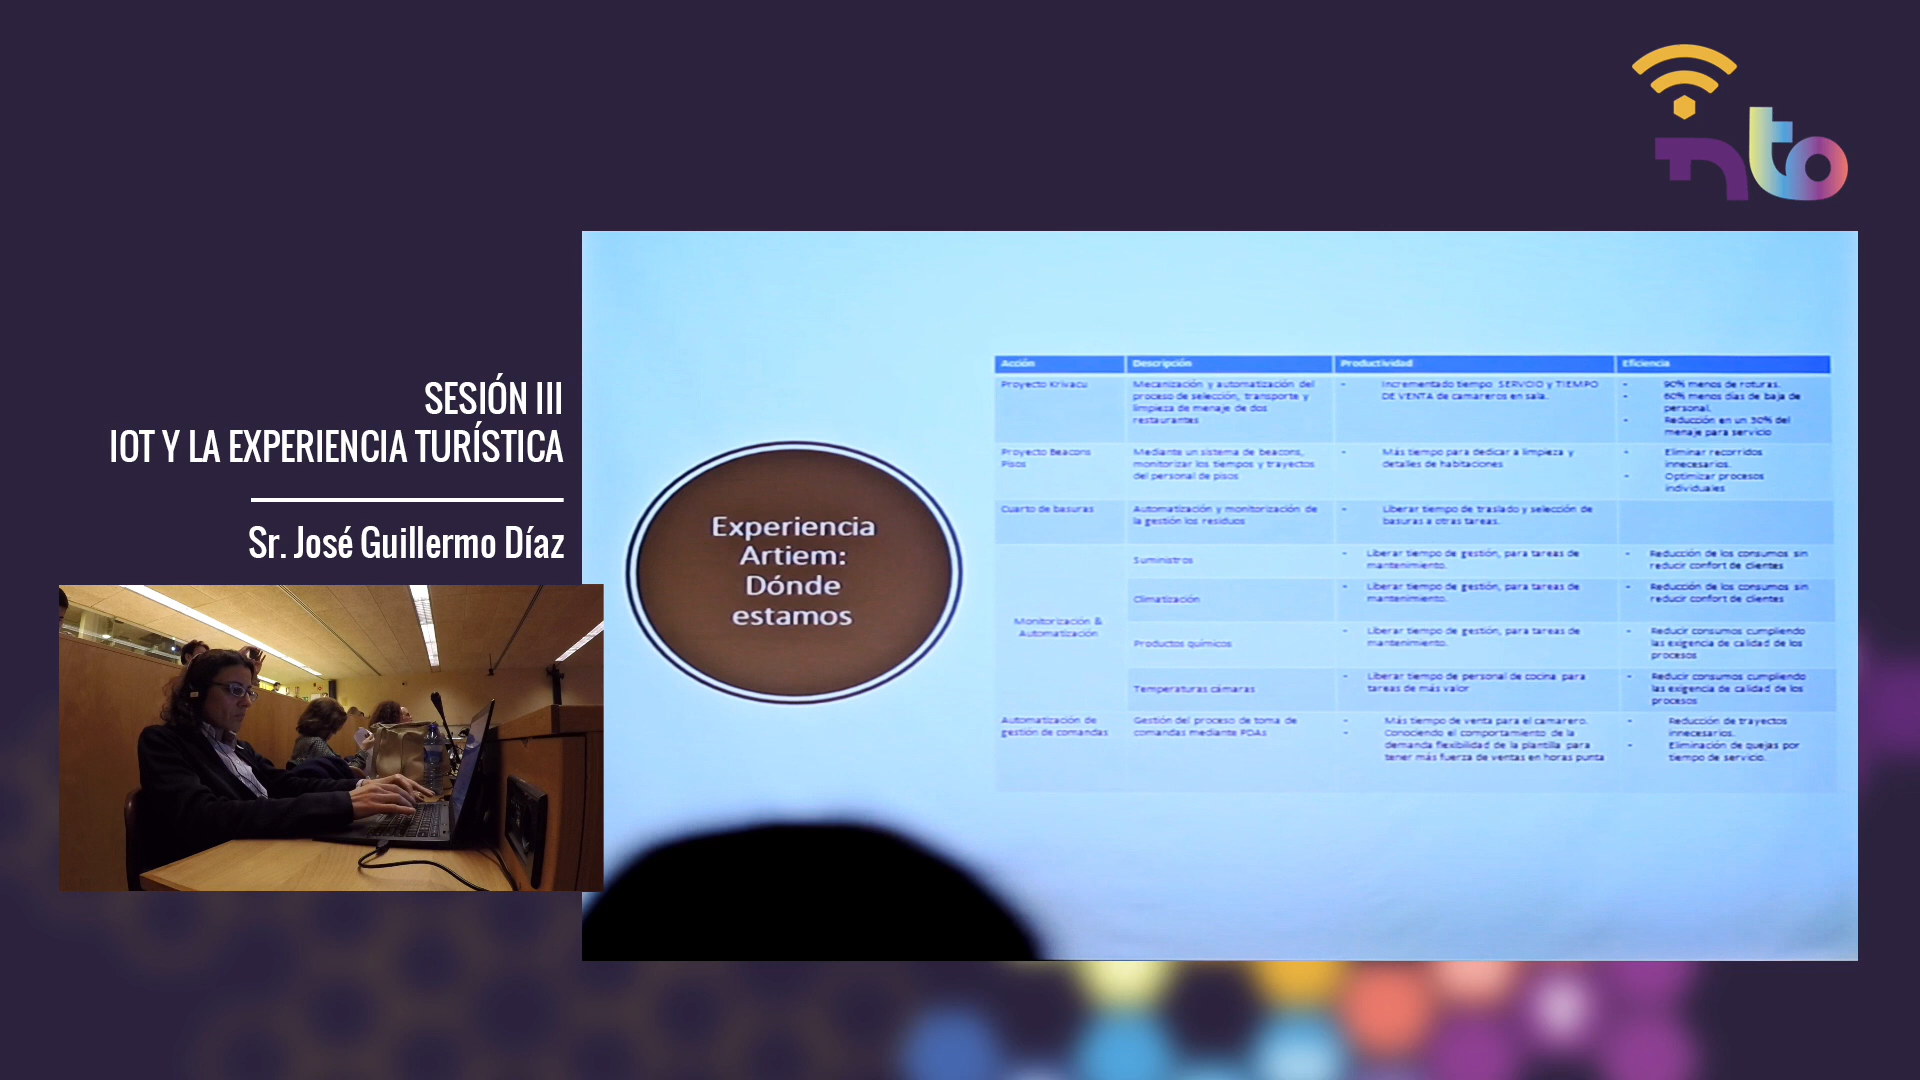 nto
SESIÓN III
IOT Y LA EXPERIENCIA TURÍSTICA
Sr. José Guillermo Díaz
Experiencia
Artiem:
Dónde
estamos
Acción Descripción Productividad Eficiencia
Proyecto Krivacu
Mecanización y automatización del
proceso de selección, transporte y
limpieza de menaje de dos
restaurantes
- Incrementado tiempo SERVCIO y TIEMPO
DE VENTA de camareros en sala.
- 90% menos de roturas.
- 60% menos días de baja de
personal.
- Reducción en un 30% del
menaje para servicio
Proyecto Beacons
Pisos
Mediante un sistema de beacons,
monitorizar los tiempos y trayectos
del personal de pisos
- Más tiempo para dedicar a limpieza y
detalles de habitaciones
- Eliminar recorridos
innecesarios.
- Optimizar procesos
individuales
Cuarto de basuras
Automatización y monitorización de
la gestión los residuos
- Liberar tiempo de traslado y selección de
basuras a otras tareas.
Monitorización &
Automatización
Suministros
- Liberar tiempo de gestión, para tareas de
mantenimiento.
- Reducción de los consumos sin
reducir confort de clientes
Climatización
- Liberar tiempo de gestión, para tareas de
mantenimiento.
- Reducción de los consumos sin
reducir confort de clientes
Productos químicos
- Liberar tiempo de gestión, para tareas de
mantenimiento.
- Reducir consumos cumpliendo
las exigencia de calidad de los
procesos
Temperaturas cámaras
- Liberar tiempo de personal de cocina para
tareas de más valor
- Reducir consumos cumpliendo
las exigencia de calidad de los
procesos
Automatización de
gestión de comandas
Gestión del proceso de toma de
comandas mediante PDAs
- Más tiempo de venta para el camarero.
- Conociendo el comportamiento de la
demanda flexibilidad de la plantilla para
tener más fuerza de ventas en horas punta
- Reducción de trayectos
innecesarios.
- Eliminación de quejas por
tiempo de servicio.